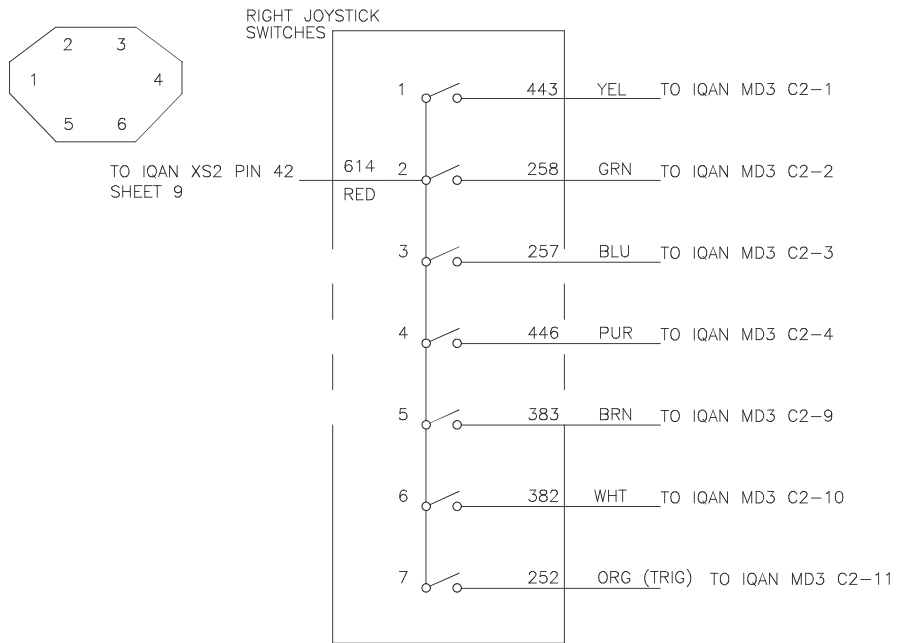 RIGHT JOYSTICK
SWITCHES
2 3
1 4
5 6
1 443 YEL TO IQAN MD3 C2-1
TO IQAN XS2 PIN 42 614 2 258 GRN TO IQAN MD3 C2-2
SHEET 9 RED
3 257 BLU TO IQAN MD3 C2-3
4 446 PUR TO IQAN MD3 C2-4
5 383 BRN TO IQAN MD3 C2-9
6 382 WHT TO IQAN MD3 C2-10
7 252 ORG (TRIG) TO IQAN MD3 C2-11